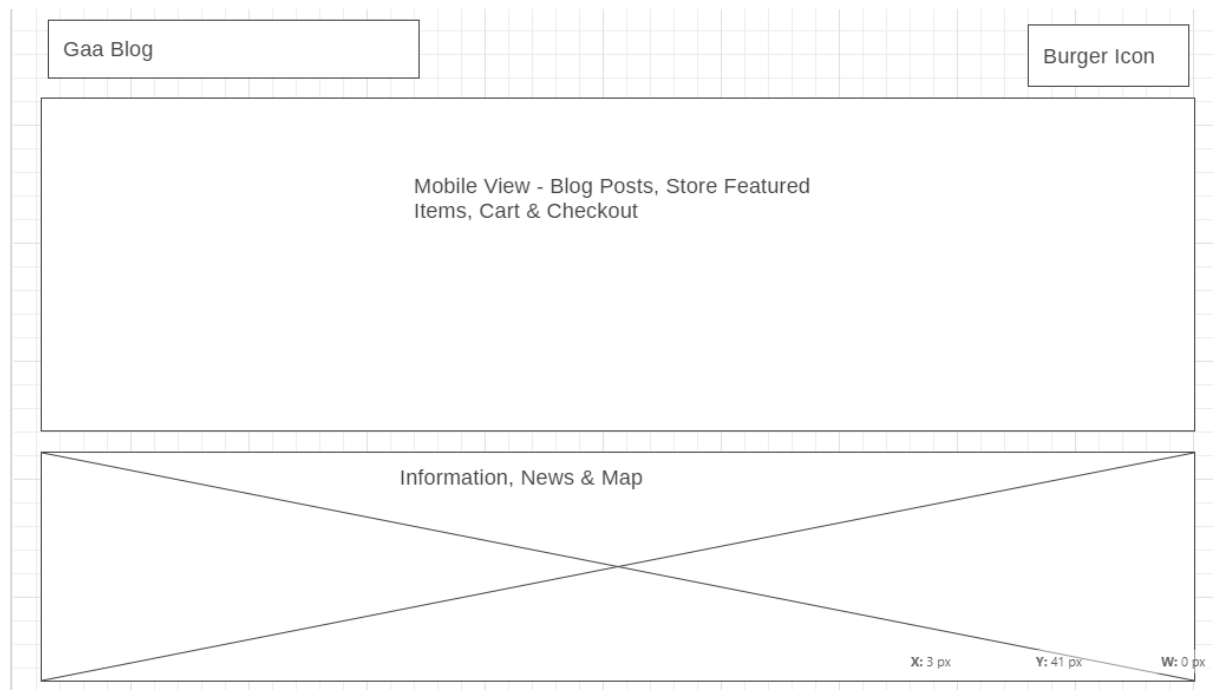 Gaa Blog
Burger Icon
Mobile View - Blog Posts, Store Featured
Items, Cart & Checkout
Information, News & Map
X: 3 px Y: 41 px W: 0 px